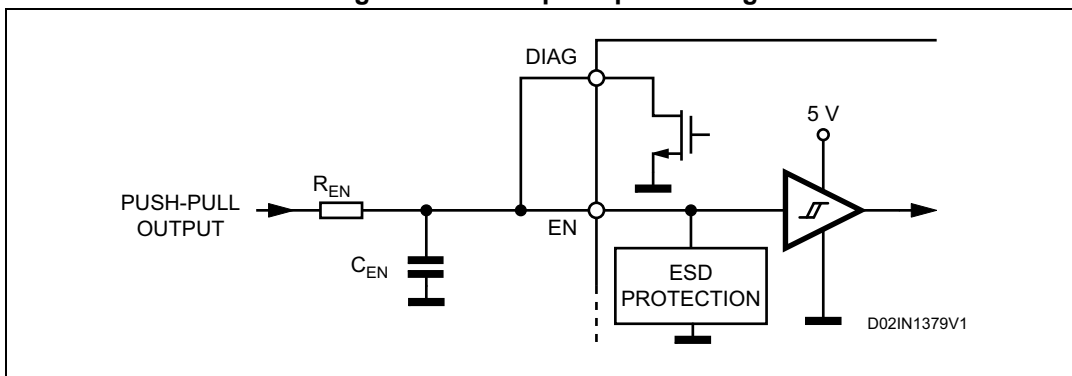 DIAG
5 V
PUSH-PULL
OUTPUT
R_EN
EN
C_EN
ESD
PROTECTION
D02IN1379V1